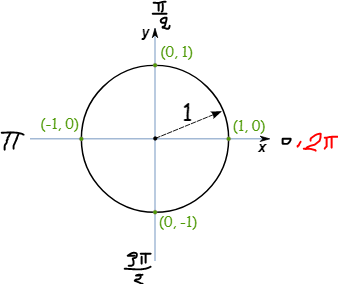 π/2
y
(0, 1)
1
π (-1, 0) (1, 0) x 0, 2π
(0, -1)
3π/2